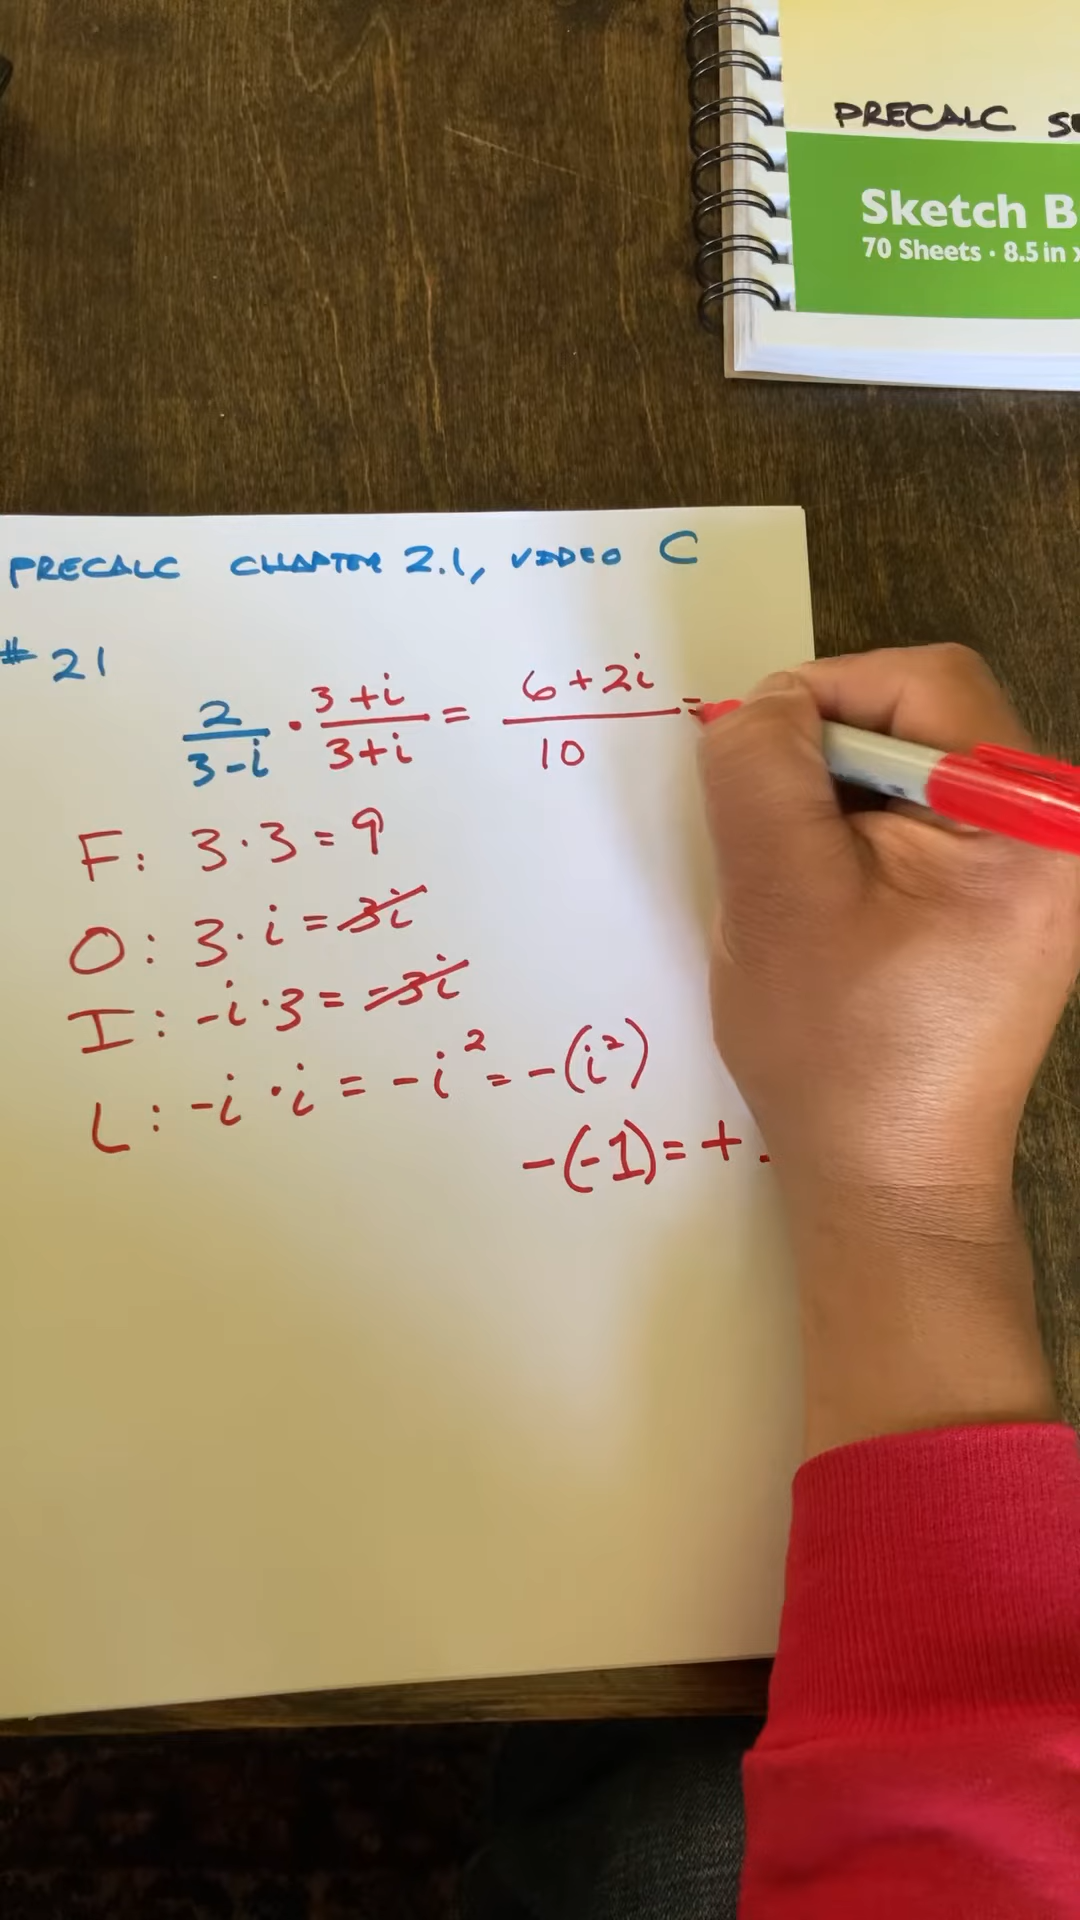 PRECALC
Sketch
70 Sheets · 8.5 in
PRECALC CHAPTER 2.1, VIDEO C
# 21
2/3-i · 3+i/3+i = 6+2i/10 =
F: 3·3 = 9
O: 3·i = 3i
I: -i·3 = -3i
L: -i·i = -i² = -(i²)
-(-1) = +